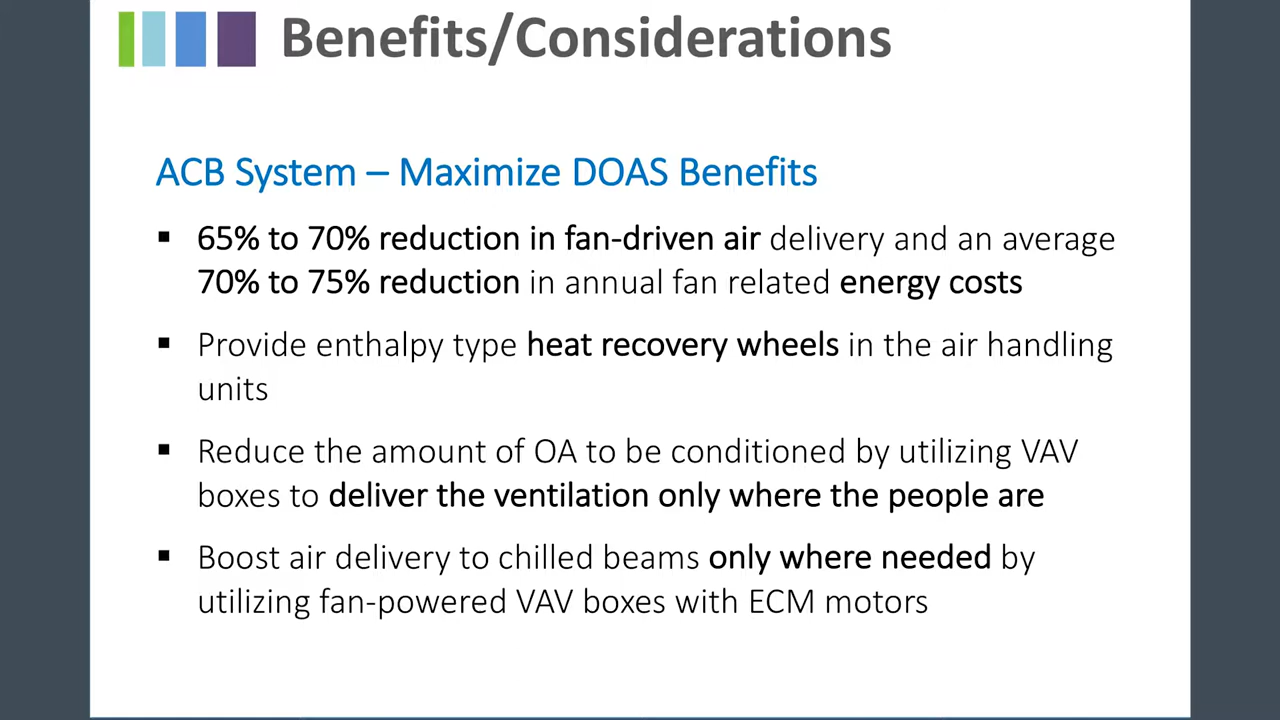 Benefits/Considerations
ACB System – Maximize DOAS Benefits
▪ 65% to 70% reduction in fan-driven air delivery and an average
70% to 75% reduction in annual fan related energy costs
▪ Provide enthalpy type heat recovery wheels in the air handling
units
▪ Reduce the amount of OA to be conditioned by utilizing VAV
boxes to deliver the ventilation only where the people are
▪ Boost air delivery to chilled beams only where needed by
utilizing fan-powered VAV boxes with ECM motors